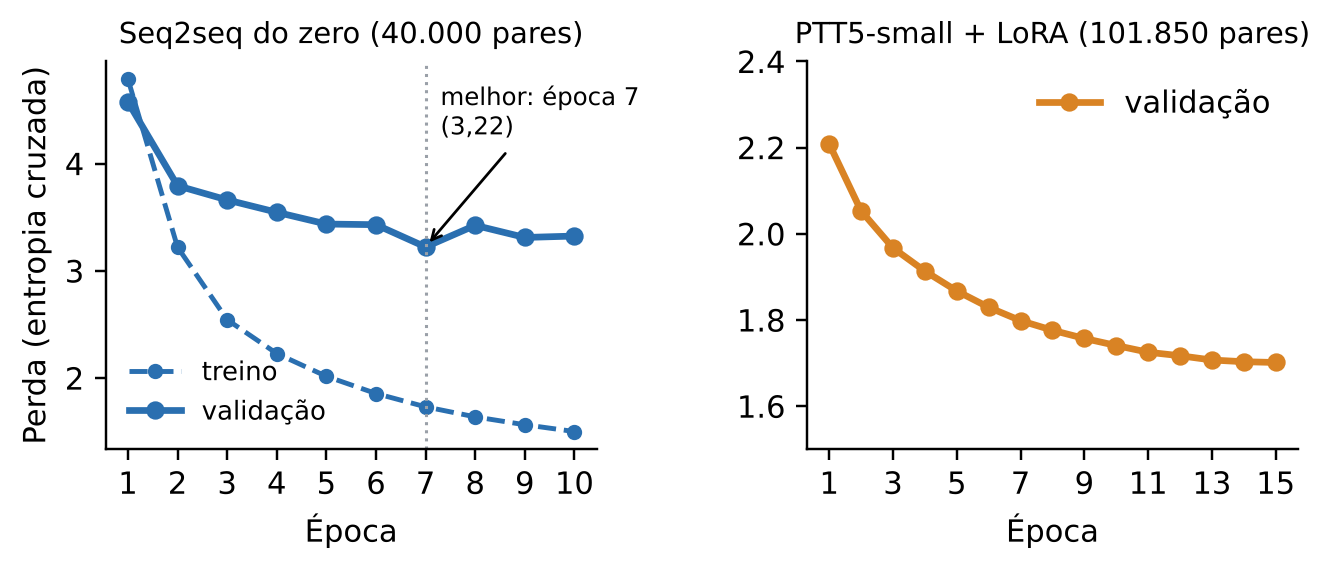 Seq2seq do zero (40.000 pares)
Perda (entropia cruzada)
4
3
2
melhor: época 7
(3,22)
treino
validação
1 2 3 4 5 6 7 8 9 10
Época
PTT5-small + LoRA (101.850 pares)
2.4
2.2
2.0
1.8
1.6
validação
1 3 5 7 9 11 13 15
Época